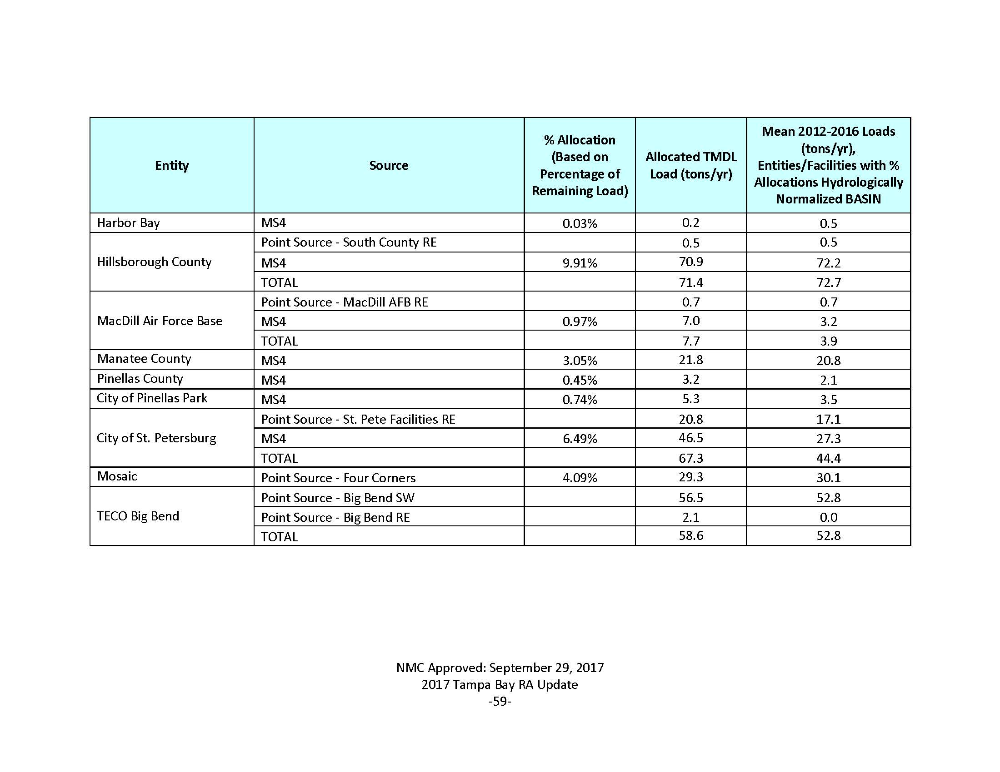 Entity
Source
% Allocation
(Based on
Percentage of
Remaining Load)
Allocated TMDL
Load (tons/yr)
Mean 2012-2016 Loads
(tons/yr),
Entities/Facilities with %
Allocations Hydrologically
Normalized BASIN
Harbor Bay MS4 0.03% 0.2 0.5
Hillsborough County
Point Source - South County RE 0.5 0.5
MS4 9.91% 70.9 72.2
TOTAL 71.4 72.7
MacDill Air Force Base
Point Source - MacDill AFB RE 0.7 0.7
MS4 0.97% 7.0 3.2
TOTAL 7.7 3.9
Manatee County MS4 3.05% 21.8 20.8
Pinellas County MS4 0.45% 3.2 2.1
City of Pinellas Park MS4 0.74% 5.3 3.5
City of St. Petersburg
Point Source - St. Pete Facilities RE 20.8 17.1
MS4 6.49% 46.5 27.3
TOTAL 67.3 44.4
Mosaic Point Source - Four Corners 4.09% 29.3 30.1
TECO Big Bend
Point Source - Big Bend SW 56.5 52.8
Point Source - Big Bend RE 2.1 0.0
TOTAL 58.6 52.8
NMC Approved: September 29, 2017
2017 Tampa Bay RA Update
-59-